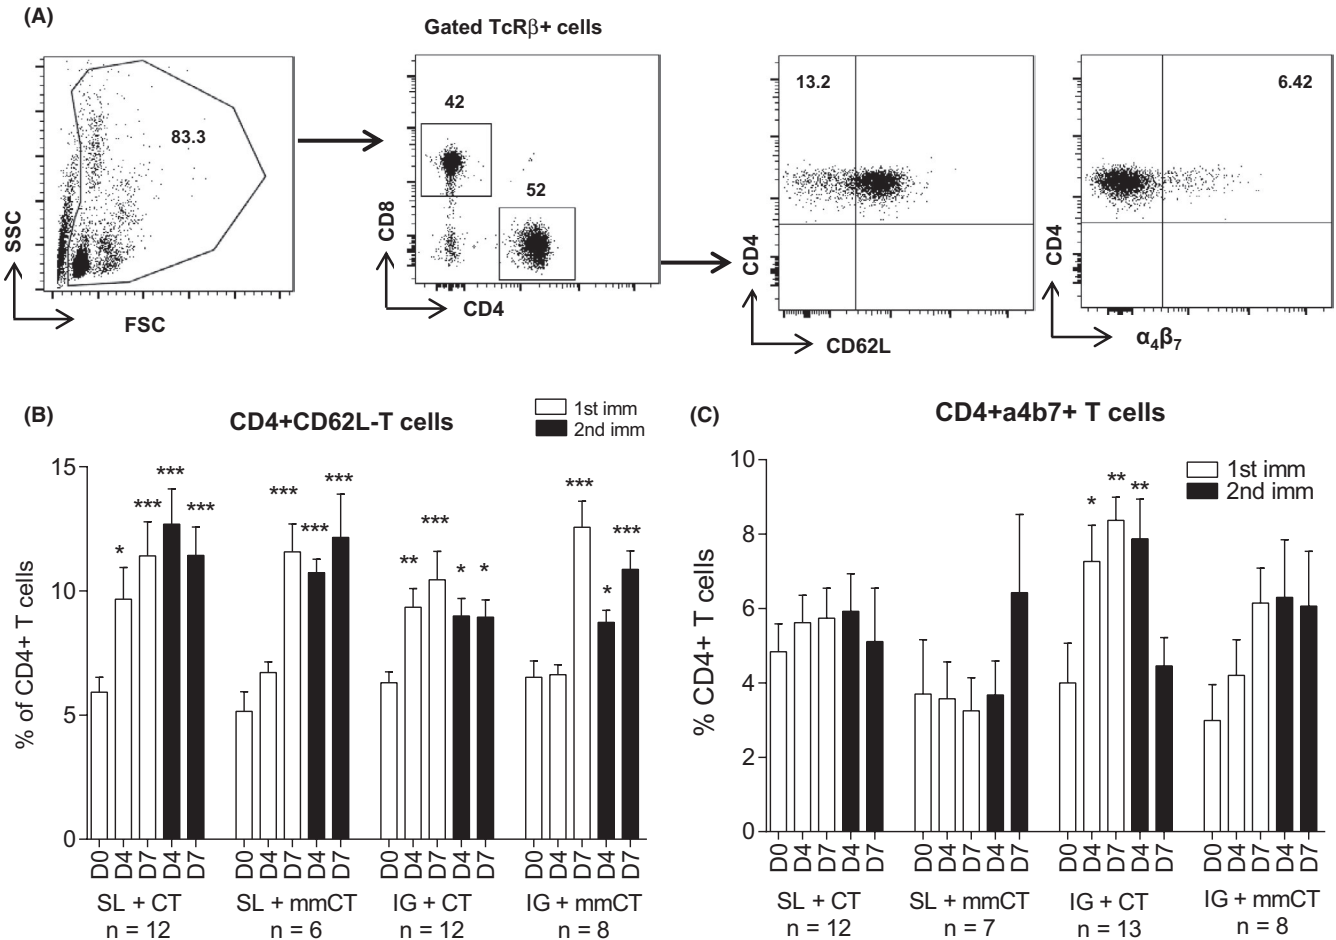 (A)
Gated TcRβ+ cells
83.3
SSC
FSC
42
52
CD8
CD4
13.2
CD4
CD62L
6.42
CD4
α4β7
(B)
CD4+CD62L-T cells
1st imm
2nd imm
% of CD4+ T cells
15
10
5
0
* *** *** ***
*** *** ***
** *** * *
*** * ***
D0 D4 D7 D4 D7 D0 D4 D7 D4 D7 D0 D4 D7 D4 D7 D0 D4 D7 D4 D7
SL + CT SL + mmCT IG + CT IG + mmCT
n = 12 n = 6 n = 12 n = 8
(C)
CD4+a4b7+ T cells
1st imm
2nd imm
% CD4+ T cells
10
8
6
4
2
0
* ** **
D0 D4 D7 D4 D7 D0 D4 D7 D4 D7 D0 D4 D7 D4 D7 D0 D4 D7 D4 D7
SL + CT SL + mmCT IG + CT IG + mmCT
n = 12 n = 7 n = 13 n = 8